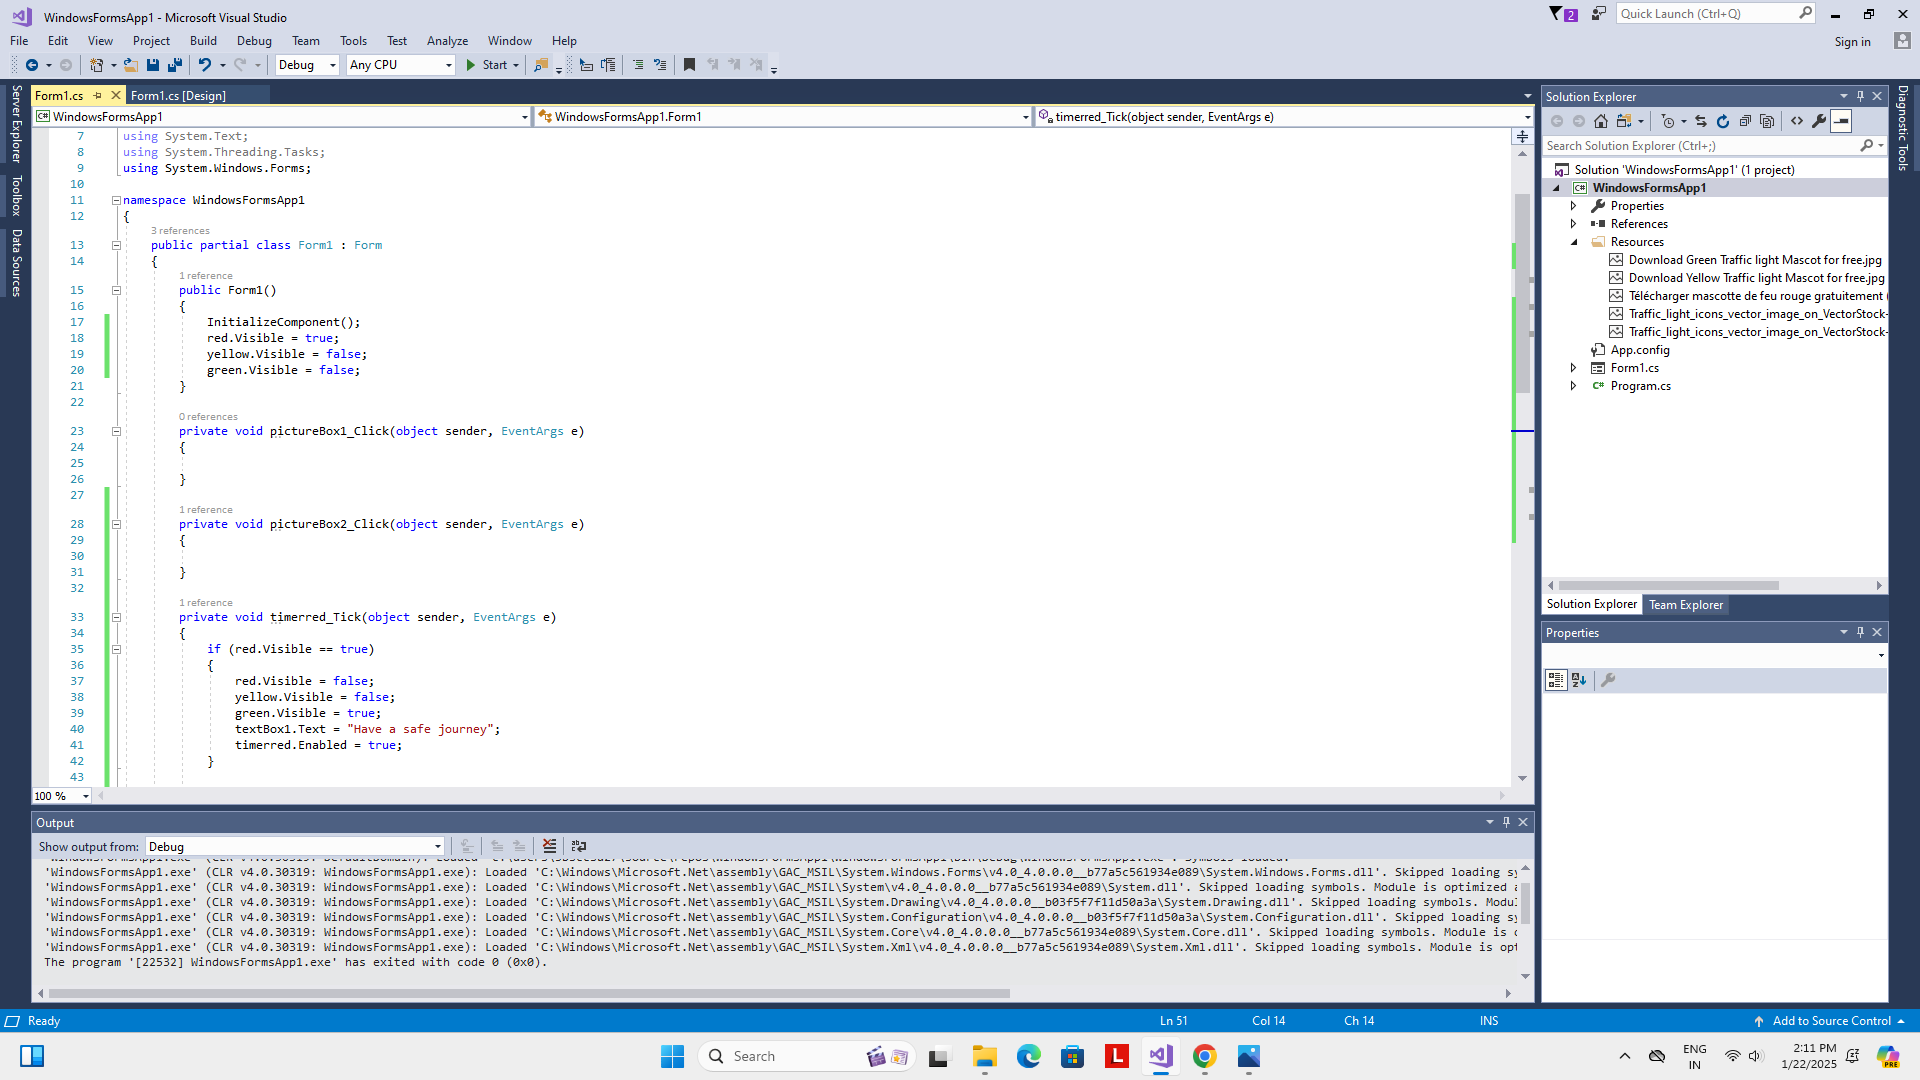 WindowsFormsApp1 - Microsoft Visual Studio
2
Quick Launch (Ctrl+Q)
File Edit View Project Build Debug Team Tools Test Analyze Window Help
Sign in
Debug Any CPU Start
Server Explorer
Toolbox
Data Sources
Form1.cs Form1.cs [Design]
WindowsFormsApp1 WindowsFormsApp1.Form1 timerred_Tick(object sender, EventArgs e)
7 using System.Text;
8 using System.Threading.Tasks;
9 using System.Windows.Forms;
10
11 namespace WindowsFormsApp1
12 {
3 references
13 public partial class Form1 : Form
14 {
1 reference
15 public Form1()
16 {
17 InitializeComponent();
18 red.Visible = true;
19 yellow.Visible = false;
20 green.Visible = false;
21 }
22
0 references
23 private void pictureBox1_Click(object sender, EventArgs e)
24 {
25
26 }
27
1 reference
28 private void pictureBox2_Click(object sender, EventArgs e)
29 {
30
31 }
32
1 reference
33 private void timerred_Tick(object sender, EventArgs e)
34 {
35 if (red.Visible == true)
36 {
37 red.Visible = false;
38 yellow.Visible = false;
39 green.Visible = true;
40 textBox1.Text = "Have a safe journey";
41 timerred.Enabled = true;
42 }
43
100 %
Output
Show output from: Debug
'WindowsFormsApp1.exe' (CLR v4.0.30319: WindowsFormsApp1.exe): Loaded 'C:\Windows\Microsoft.Net\assembly\GAC_MSIL\System.Windows.Forms\v4.0_4.0.0.0__b77a5c561934e089\System.Windows.Forms.dll'. Skipped loading sy
'WindowsFormsApp1.exe' (CLR v4.0.30319: WindowsFormsApp1.exe): Loaded 'C:\Windows\Microsoft.Net\assembly\GAC_MSIL\System\v4.0_4.0.0.0__b77a5c561934e089\System.dll'. Skipped loading symbols. Module is optimized a
'WindowsFormsApp1.exe' (CLR v4.0.30319: WindowsFormsApp1.exe): Loaded 'C:\Windows\Microsoft.Net\assembly\GAC_MSIL\System.Drawing\v4.0_4.0.0.0__b03f5f7f11d50a3a\System.Drawing.dll'. Skipped loading symbols. Modu
'WindowsFormsApp1.exe' (CLR v4.0.30319: WindowsFormsApp1.exe): Loaded 'C:\Windows\Microsoft.Net\assembly\GAC_MSIL\System.Configuration\v4.0_4.0.0.0__b03f5f7f11d50a3a\System.Configuration.dll'. Skipped loading sy
'WindowsFormsApp1.exe' (CLR v4.0.30319: WindowsFormsApp1.exe): Loaded 'C:\Windows\Microsoft.Net\assembly\GAC_MSIL\System.Core\v4.0_4.0.0.0__b77a5c561934e089\System.Core.dll'. Skipped loading symbols. Module is
'WindowsFormsApp1.exe' (CLR v4.0.30319: WindowsFormsApp1.exe): Loaded 'C:\Windows\Microsoft.Net\assembly\GAC_MSIL\System.Xml\v4.0_4.0.0.0__b77a5c561934e089\System.Xml.dll'. Skipped loading symbols. Module is opt
The program '[22532] WindowsFormsApp1.exe' has exited with code 0 (0x0).
Solution Explorer
Search Solution Explorer (Ctrl+;)
Solution 'WindowsFormsApp1' (1 project)
C# WindowsFormsApp1
Properties
References
Resources
Download Green Traffic light Mascot for free.jpg
Download Yellow Traffic light Mascot for free.jpg
Télécharger mascotte de feu rouge gratuitement
Traffic_light_icons_vector_image_on_VectorStock-
Traffic_light_icons_vector_image_on_VectorStock-
App.config
Form1.cs
C# Program.cs
Solution Explorer Team Explorer
Properties
Diagnostic Tools
Ready Ln 51 Col 14 Ch 14 INS Add to Source Control
Search L ENG IN 2:11 PM 1/22/2025 PRE